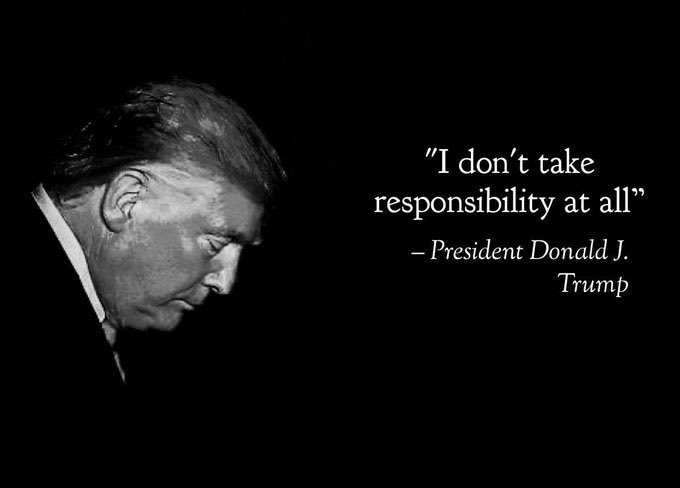 "I don't take
responsibility at all”
– President Donald J.
Trump